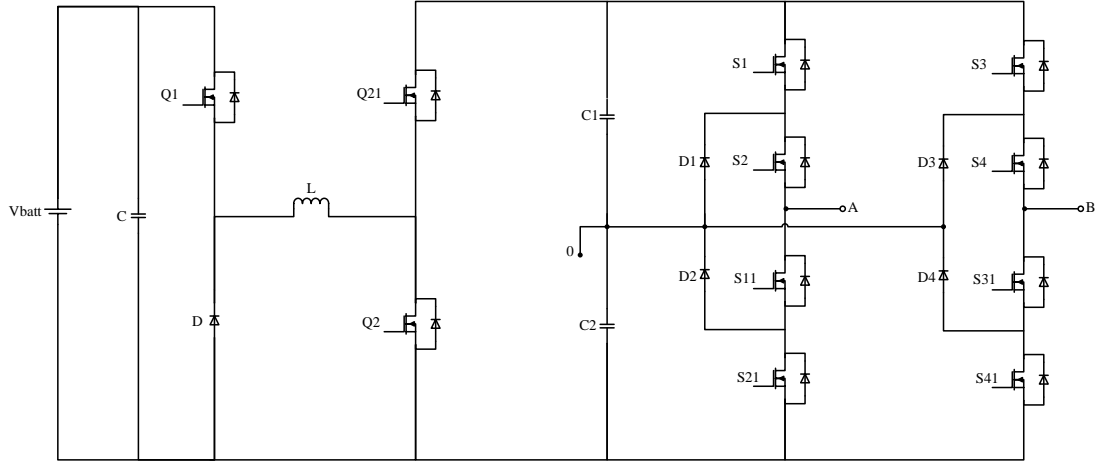 S1
S3
Q1
Q21
C1
D1
S2
D3
S4
L
Vbatt
C
A
B
0
D2
S11
D4
S31
D
Q2
C2
S21
S41